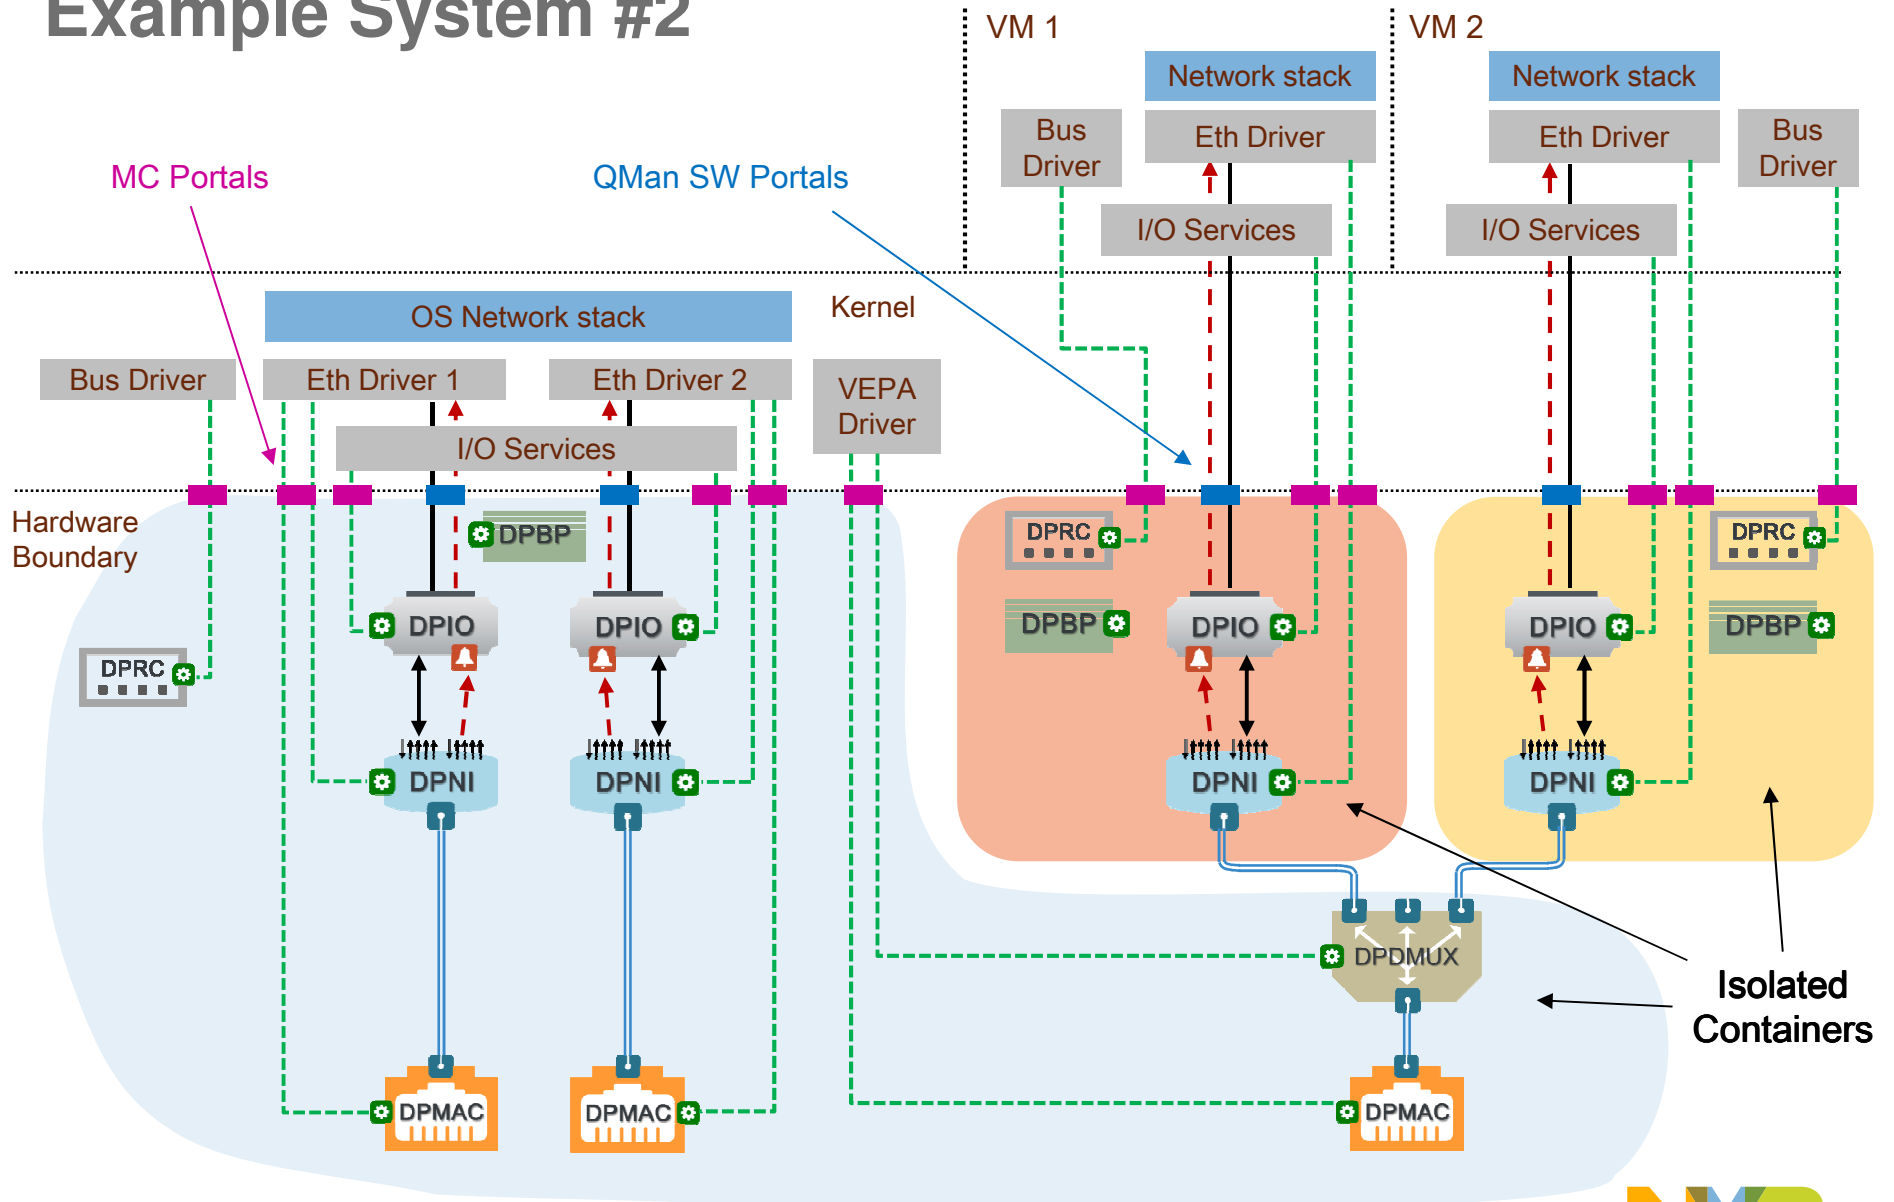 Example System #2
VM 1
VM 2
Network stack
Network stack
Bus
Driver
Eth Driver
Eth Driver
Bus
Driver
MC Portals
QMan SW Portals
I/O Services
I/O Services
OS Network stack
Kernel
Bus Driver
Eth Driver 1
Eth Driver 2
VEPA
Driver
I/O Services
Hardware
Boundary
DPBP
DPRC
DPRC
DPIO
DPIO
DPBP
DPIO
DPIO
DPBP
DPRC
DPNI
DPNI
DPNI
DPNI
DPDMUX
Isolated
Containers
DPMAC
DPMAC
DPMAC